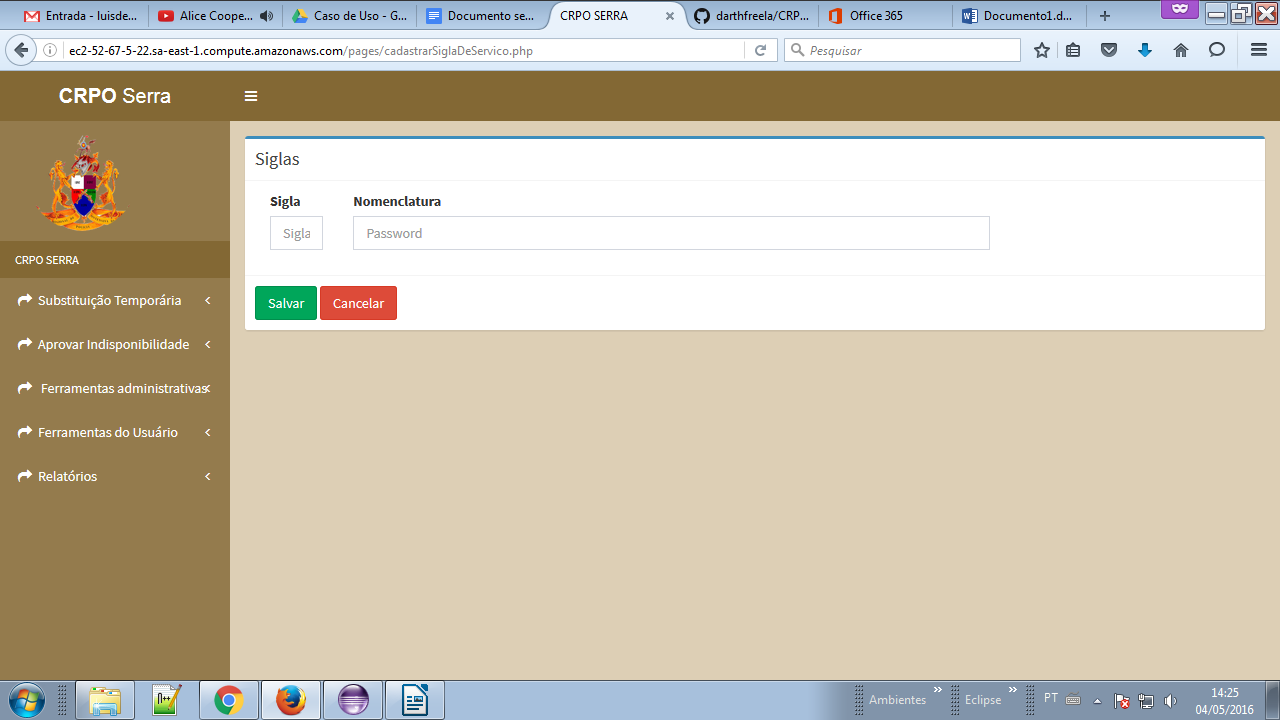 Entrada - luisde...
Alice Coope...
Caso de Uso - G...
Documento se...
CRPO SERRA
darthfreela/CRP...
Office 365
Documento1.d...
ec2-52-67-5-22.sa-east-1.compute.amazonaws.com/pages/cadastrarSiglaDeServico.php
Pesquisar
CRPO Serra
CRPO SERRA
Substituição Temporária
Aprovar Indisponibilidade
Ferramentas administrativas
Ferramentas do Usuário
Relatórios
Siglas
Sigla
Nomenclatura
Sigla
Password
Salvar
Cancelar
Ambientes
Eclipse
PT
14:25
04/05/2016